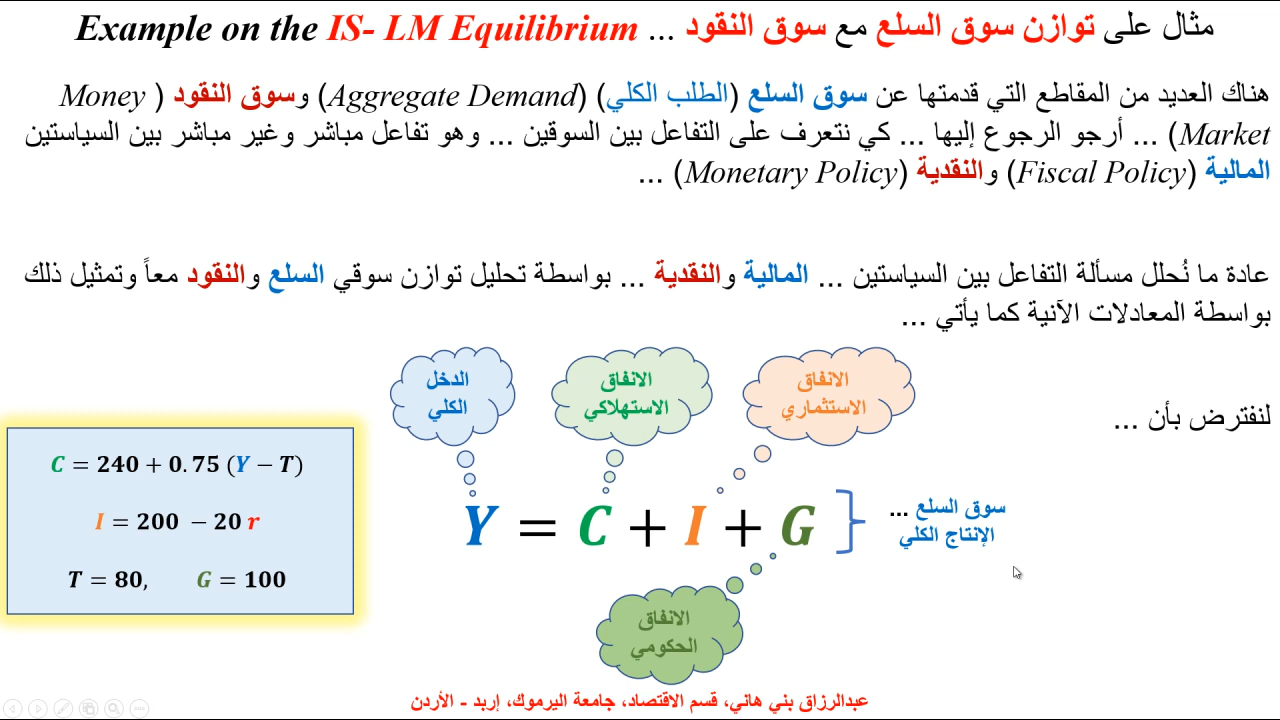 مثال على توازن سوق السلع مع سوق النقود ... Example on the IS- LM Equilibrium
هناك العديد من المقاطع التي قدمتها عن سوق السلع (الطلب الكلي) (Aggregate Demand) وسوق النقود (Money
Market) ... أرجو الرجوع إليها ... كي نتعرف على التفاعل بين السوقين ... وهو تفاعل مباشر وغير مباشر بين السياستين
المالية (Fiscal Policy) والنقدية (Monetary Policy) ...
عادة ما نُحلل مسألة التفاعل بين السياستين ... المالية والنقدية ... بواسطة تحليل توازن سوقي السلع والنقود معاً وتمثيل ذلك
بواسطة المعادلات الآنية كما يأتي ...
لنفترض بأن ...
الانفاق
الاستثماري
الانفاق
الاستهلاكي
الدخل
الكلي
Y = C + I + G
سوق السلع ...
الإنتاج الكلي
الانفاق
الحكومي
C = 240 + 0.75 (Y − T)
I = 200 − 20 r
T = 80, G = 100
عبدالرزاق بني هاني، قسم الاقتصاد، جامعة اليرموك، إربد - الأردن